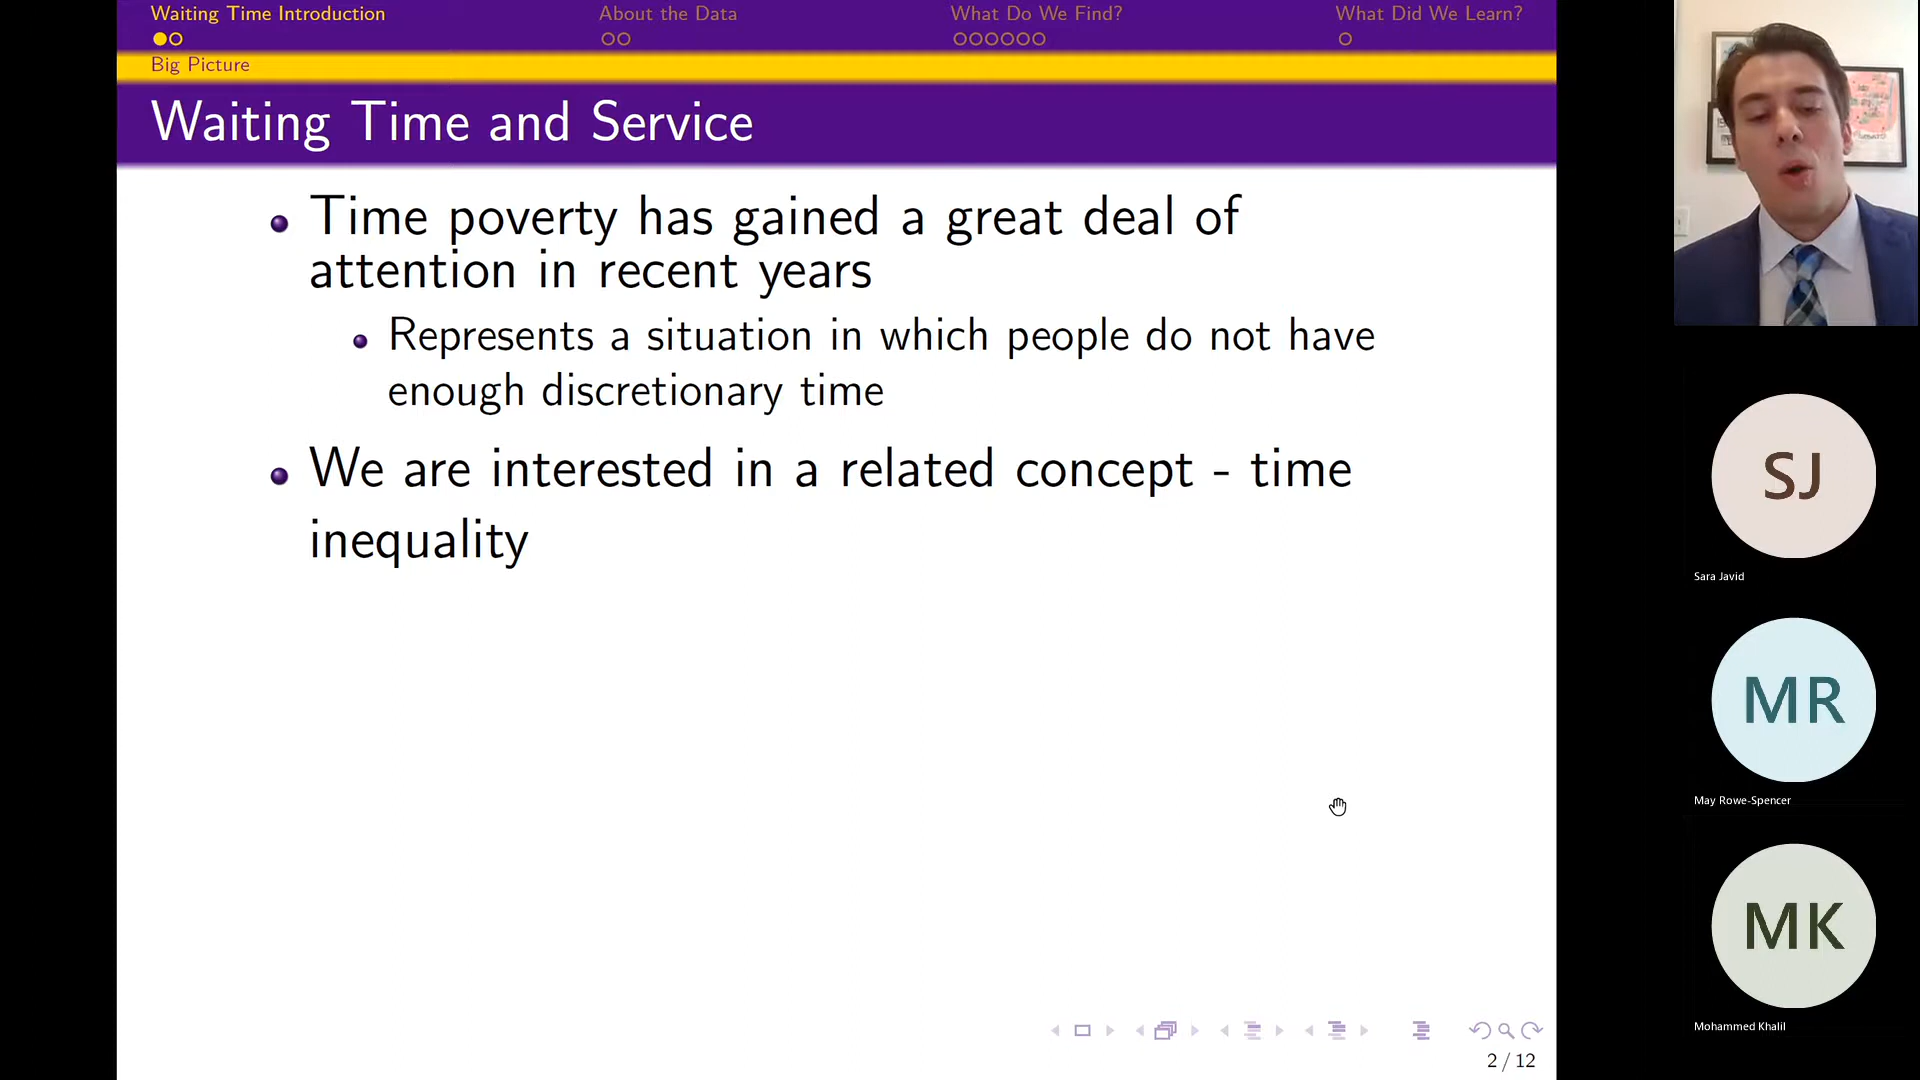 Waiting Time Introduction
About the Data
What Do We Find?
What Did We Learn?
Big Picture
Waiting Time and Service
Time poverty has gained a great deal of
attention in recent years
Represents a situation in which people do not have
enough discretionary time
We are interested in a related concept - time
inequality
2 / 12
SJ
Sara Javid
MR
May Rowe-Spencer
MK
Mohammed Khalil